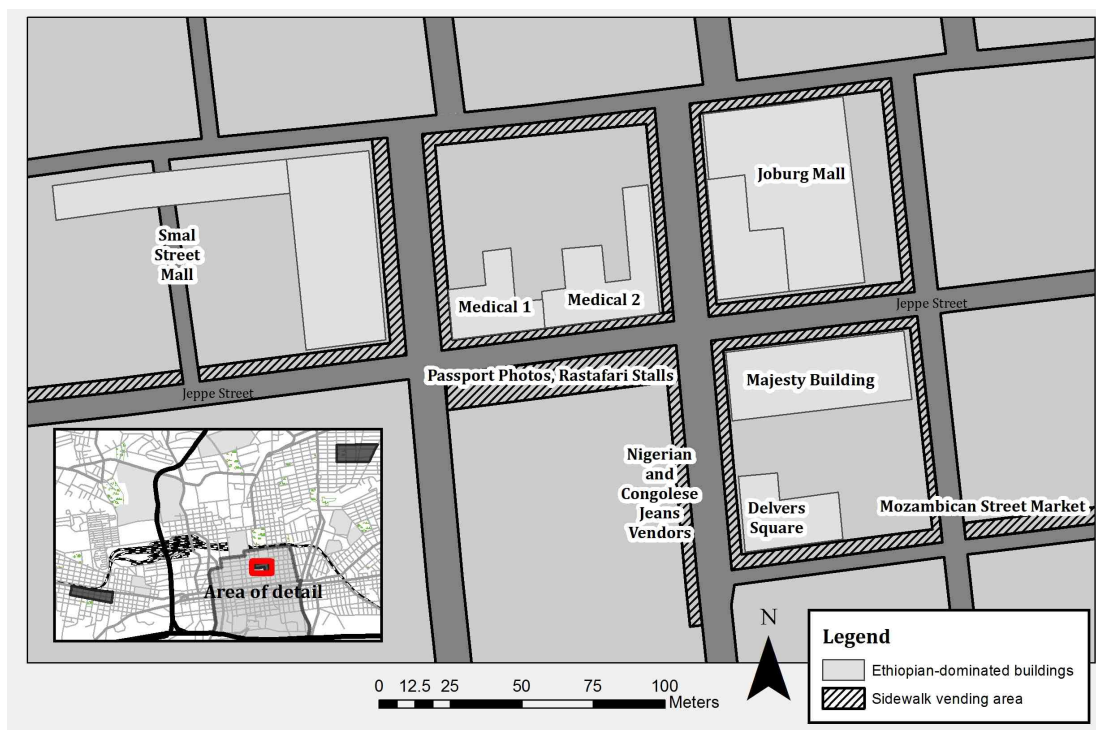 Joburg Mall
Smal
Street
Mall
Medical 1
Medical 2
Jeppe Street
Passport Photos, Rastafari Stalls
Majesty Building
Jeppe Street
Nigerian
and
Congolese
Jeans
Vendors
Delvers
Square
Mozambican Street Market
Area of detail
N
0 12.5 25 50 75 100
Meters
Legend
Ethiopian-dominated buildings
Sidewalk vending area